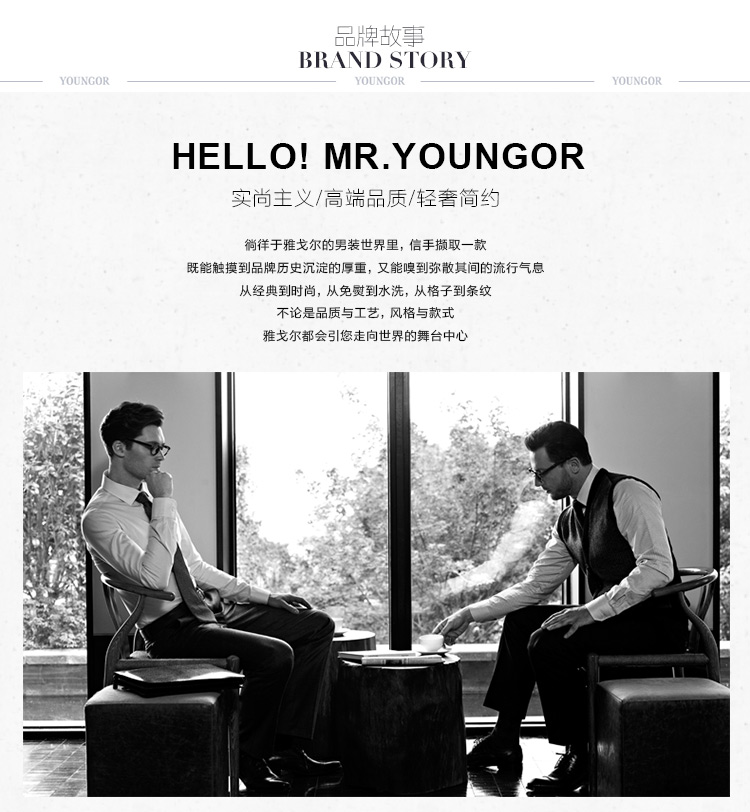 品牌故事
BRAND STORY
YOUNGOR YOUNGOR YOUNGOR
HELLO! MR.YOUNGOR
实尚主义/高端品质/轻奢简约
徜徉于雅戈尔的男装世界里, 信手撷取一款
既能触摸到品牌历史沉淀的厚重, 又能嗅到弥散其间的流行气息
从经典到时尚, 从免熨到水洗, 从格子到条纹
不论是品质与工艺, 风格与款式
雅戈尔都会引您走向世界的舞台中心